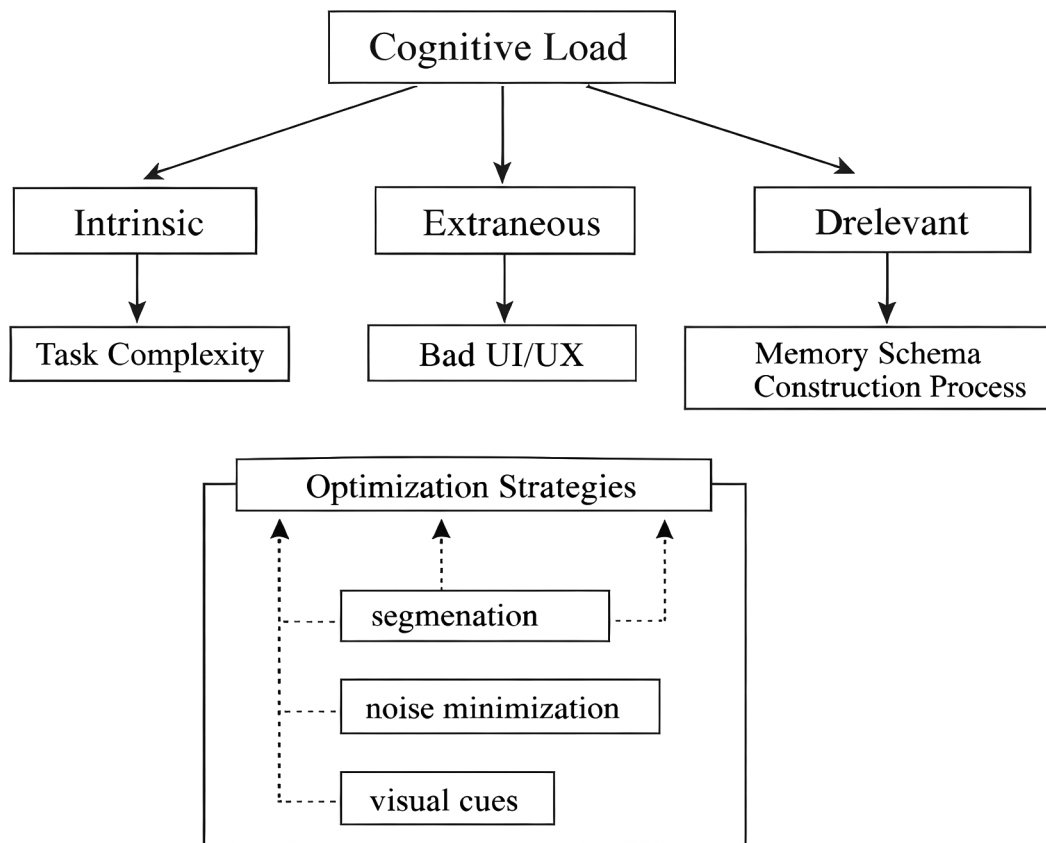 Cognitive Load
Intrinsic
Extraneous
Drelevant
Task Complexity
Bad UI/UX
Memory Schema
Construction Process
Optimization Strategies
segmenation
noise minimization
visual cues